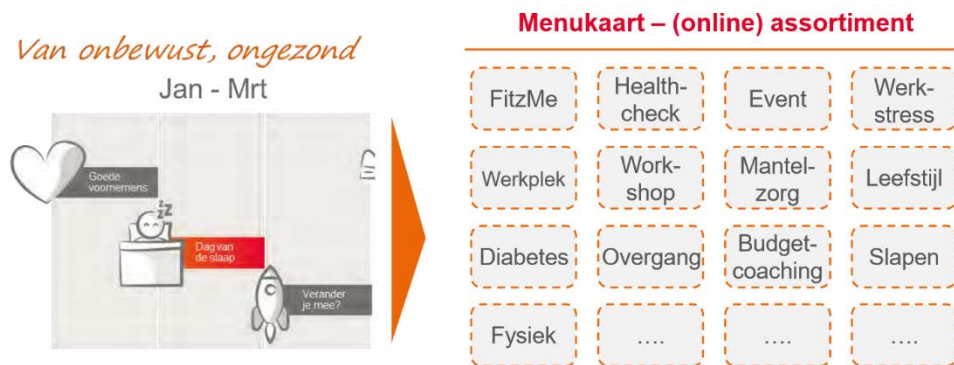 Van onbewust, ongezond
Jan - Mrt
Goede
voornemens
zzz
Dag van
de slaap
Verander
je mee?
Menukaart – (online) assortiment
FitzMe
Health-
check
Event
Werk-
stress
Werkplek
Work-
shop
Mantel-
zorg
Leefstijl
Diabetes
Overgang
Budget-
coaching
Slapen
Fysiek
....
....
....